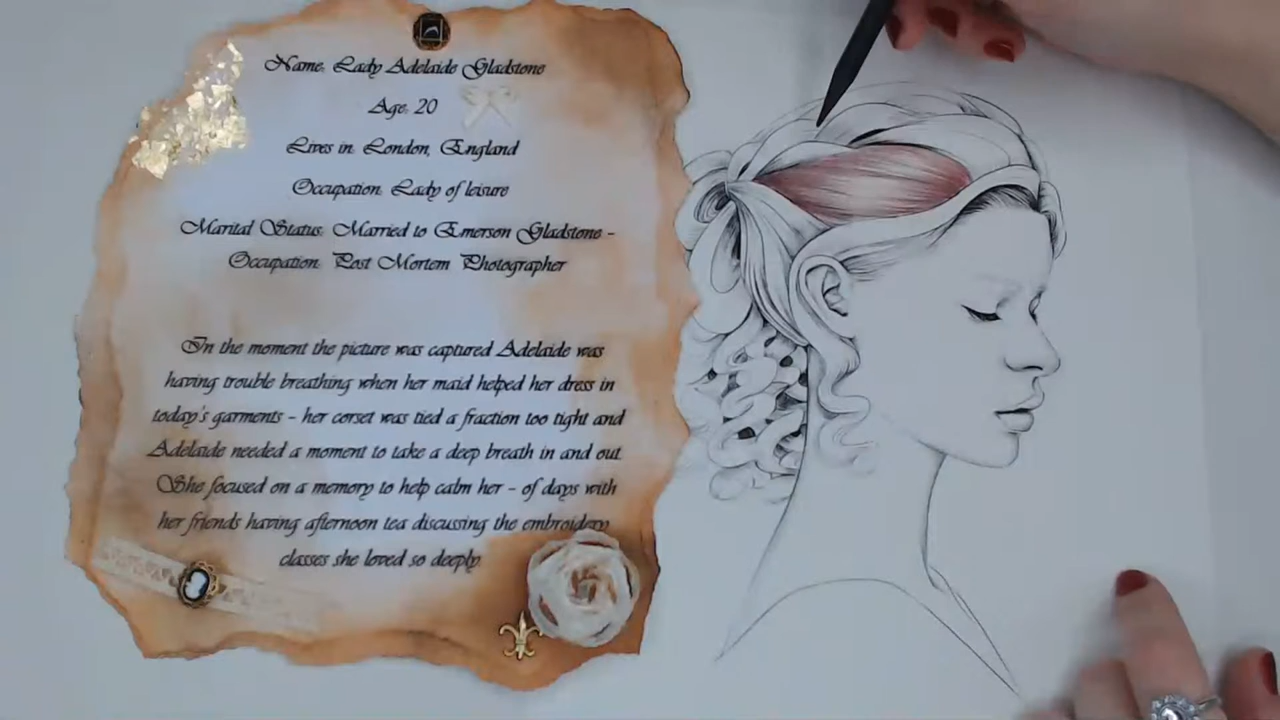 Name: Lady Adelaide Gladstone
Age: 20
Lives in: London, England
Occupation: Lady of leisure
Marital Status: Married to Emerson Gladstone -
Occupation: Post Mortem Photographer
In the moment the picture was captured Adelaide was
having trouble breathing when her maid helped her dress in
today's garments - her corset was tied a fraction too tight and
Adelaide needed a moment to take a deep breath in and out.
She focused on a memory to help calm her - of days with
her friends having afternoon tea discussing the embroidery
classes she loved so deeply.